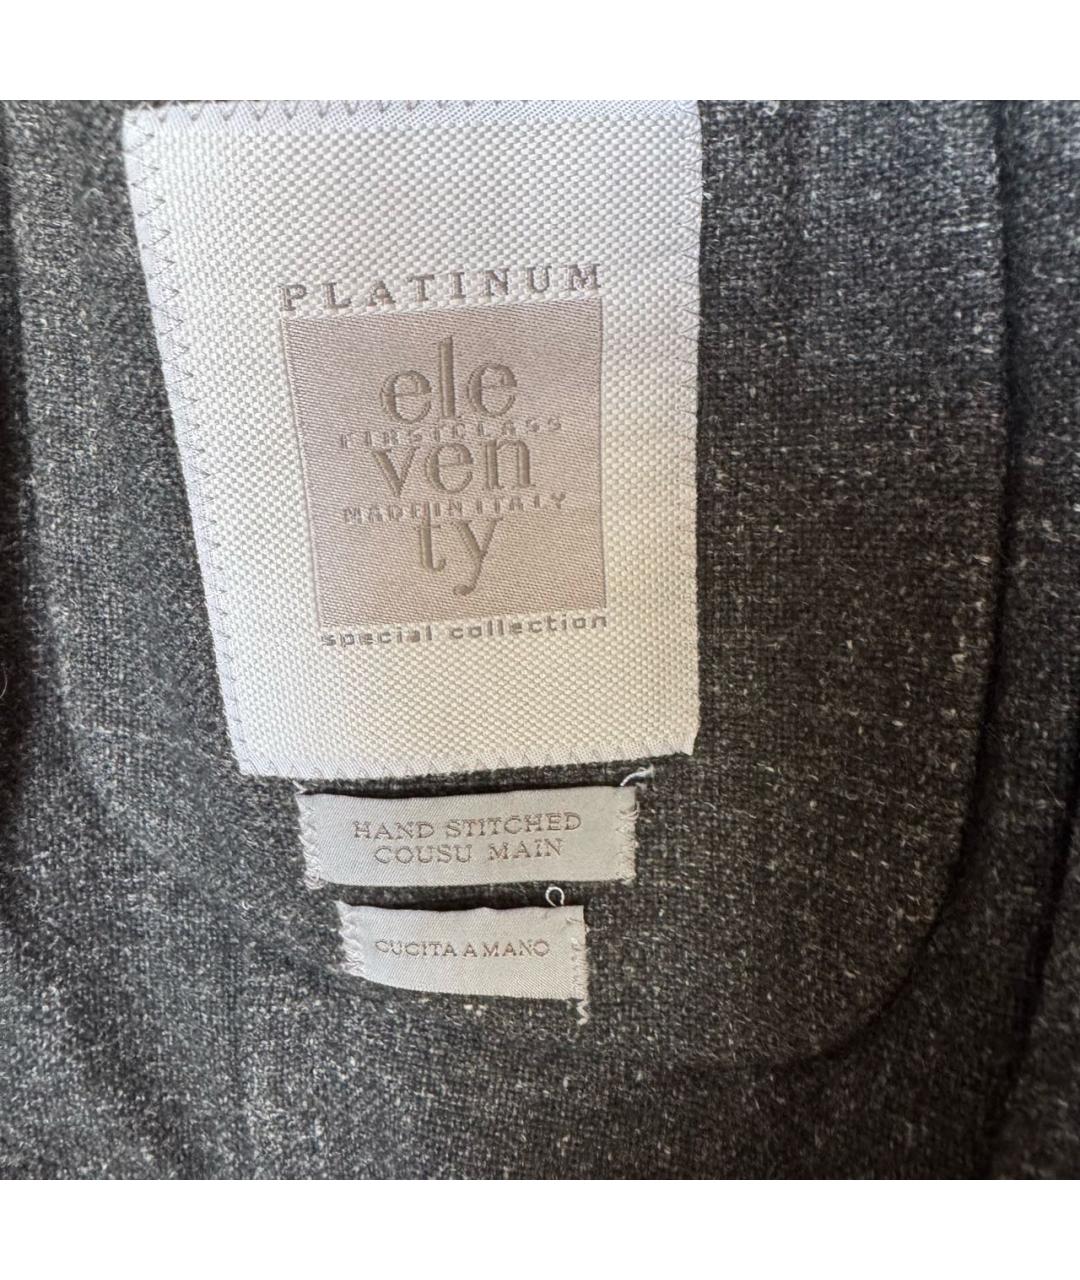 PLATINUM
ele
FIRSTCLASS
ven
MADE IN ITALY
ty
special collection
HAND STITCHED
COUSU MAIN
CUCITA A MANO